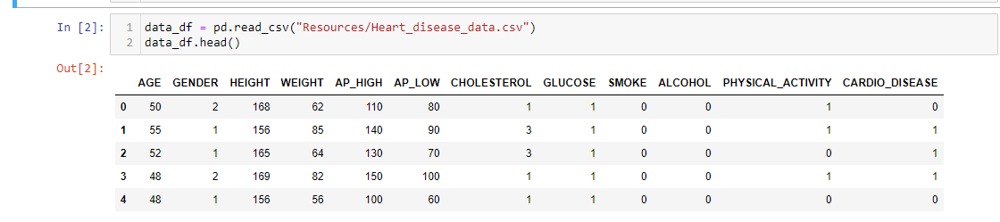 In [2]: 1 data_df = pd.read_csv("Resources/Heart_disease_data.csv")
2 data_df.head()
Out[2]:
AGE GENDER HEIGHT WEIGHT AP_HIGH AP_LOW CHOLESTEROL GLUCOSE SMOKE ALCOHOL PHYSICAL_ACTIVITY CARDIO_DISEASE
0 50 2 168 62 110 80 1 1 0 0 1 0
1 55 1 156 85 140 90 3 1 0 0 1 1
2 52 1 165 64 130 70 3 1 0 0 0 1
3 48 2 169 82 150 100 1 1 0 0 1 1
4 48 1 156 56 100 60 1 1 0 0 0 0